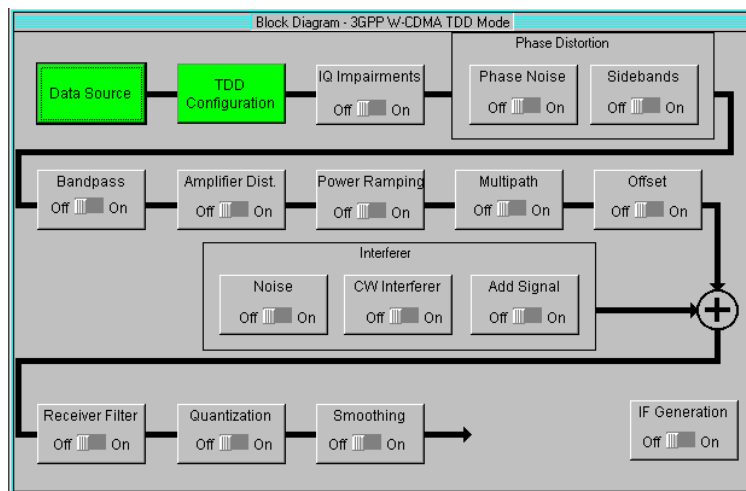 Block Diagram - 3GPP W-CDMA TDD Mode
Phase Distortion
Data Source
TDD
Configuration
IQ Impairments
Off On
Phase Noise
Off On
Sidebands
Off On
Bandpass
Off On
Amplifier Dist.
Off On
Power Ramping
Off On
Multipath
Off On
Offset
Off On
Interferer
Noise
Off On
CW Interferer
Off On
Add Signal
Off On
Receiver Filter
Off On
Quantization
Off On
Smoothing
Off On
IF Generation
Off On